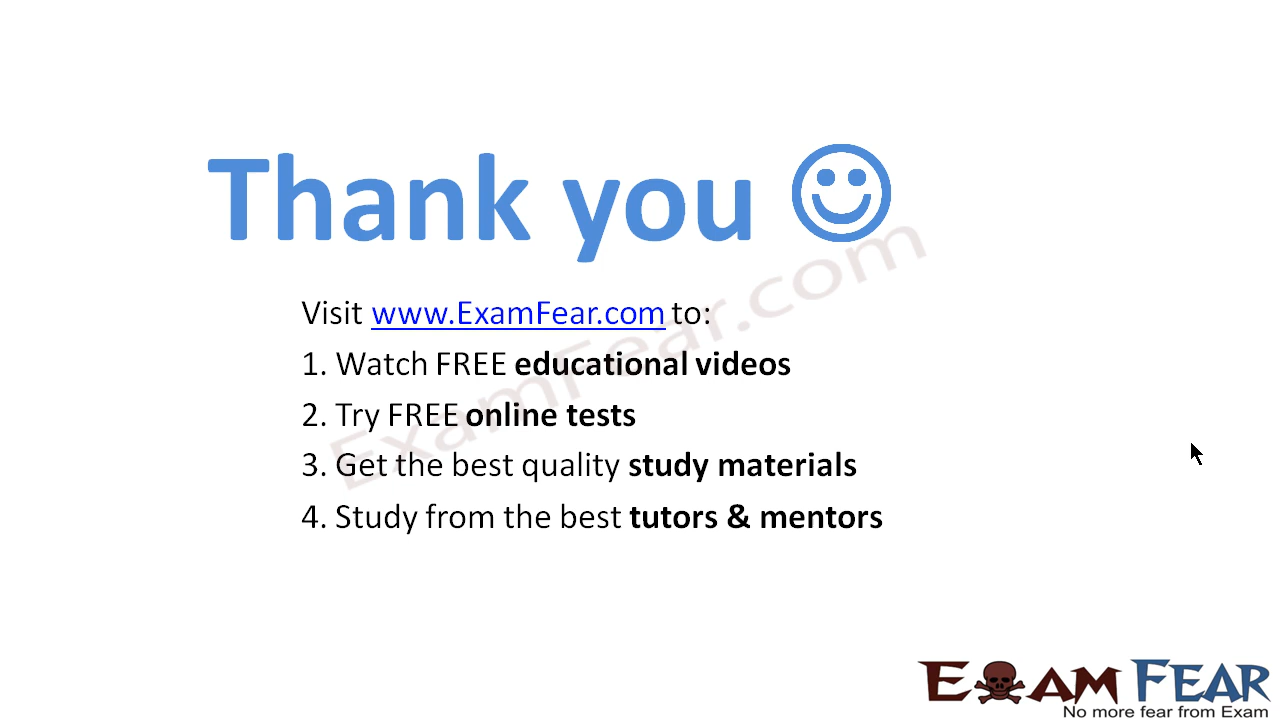 Thank you ☺
Visit www.ExamFear.com to:
1. Watch FREE educational videos
2. Try FREE online tests
3. Get the best quality study materials
4. Study from the best tutors & mentors
ExamFear.com
EXAM FEAR
No more fear from Exam